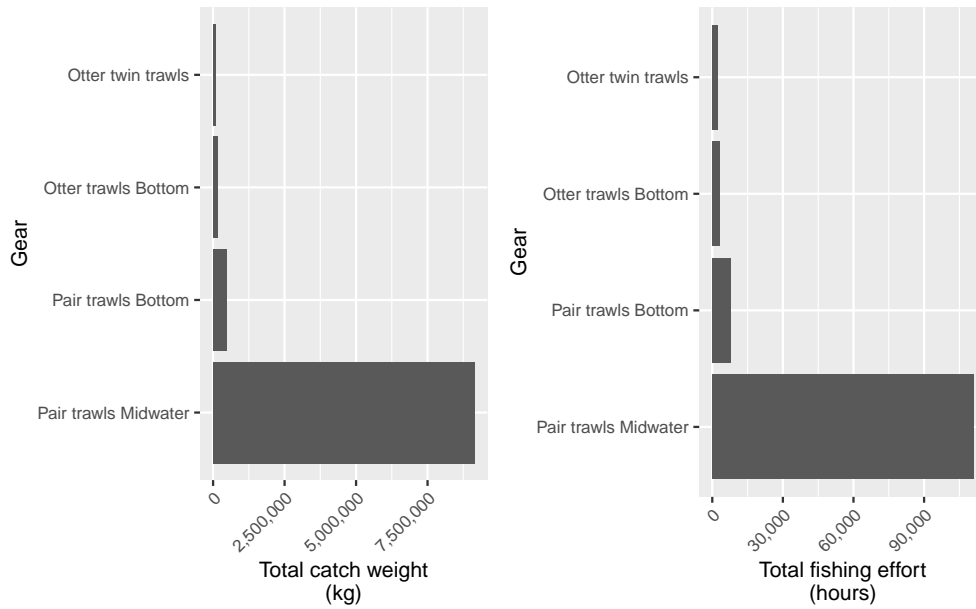 Gear
Otter twin trawls
Otter trawls Bottom
Pair trawls Bottom
Pair trawls Midwater
0
2,500,000
5,000,000
7,500,000
Total catch weight
(kg)
Gear
Otter twin trawls
Otter trawls Bottom
Pair trawls Bottom
Pair trawls Midwater
0
30,000
60,000
90,000
Total fishing effort
(hours)